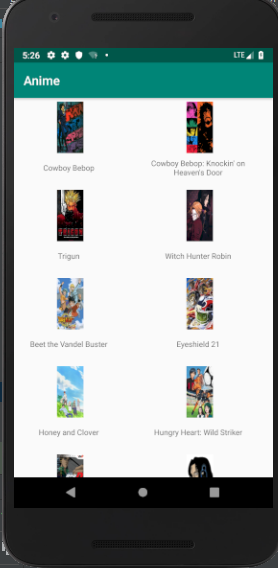 5:26
LTE
Anime
Cowboy Bebop
Cowboy Bebop: Knockin' on
Heaven's Door
Trigun
Witch Hunter Robin
Beet the Vandel Buster
Eyeshield 21
Honey and Clover
Hungry Heart: Wild Striker